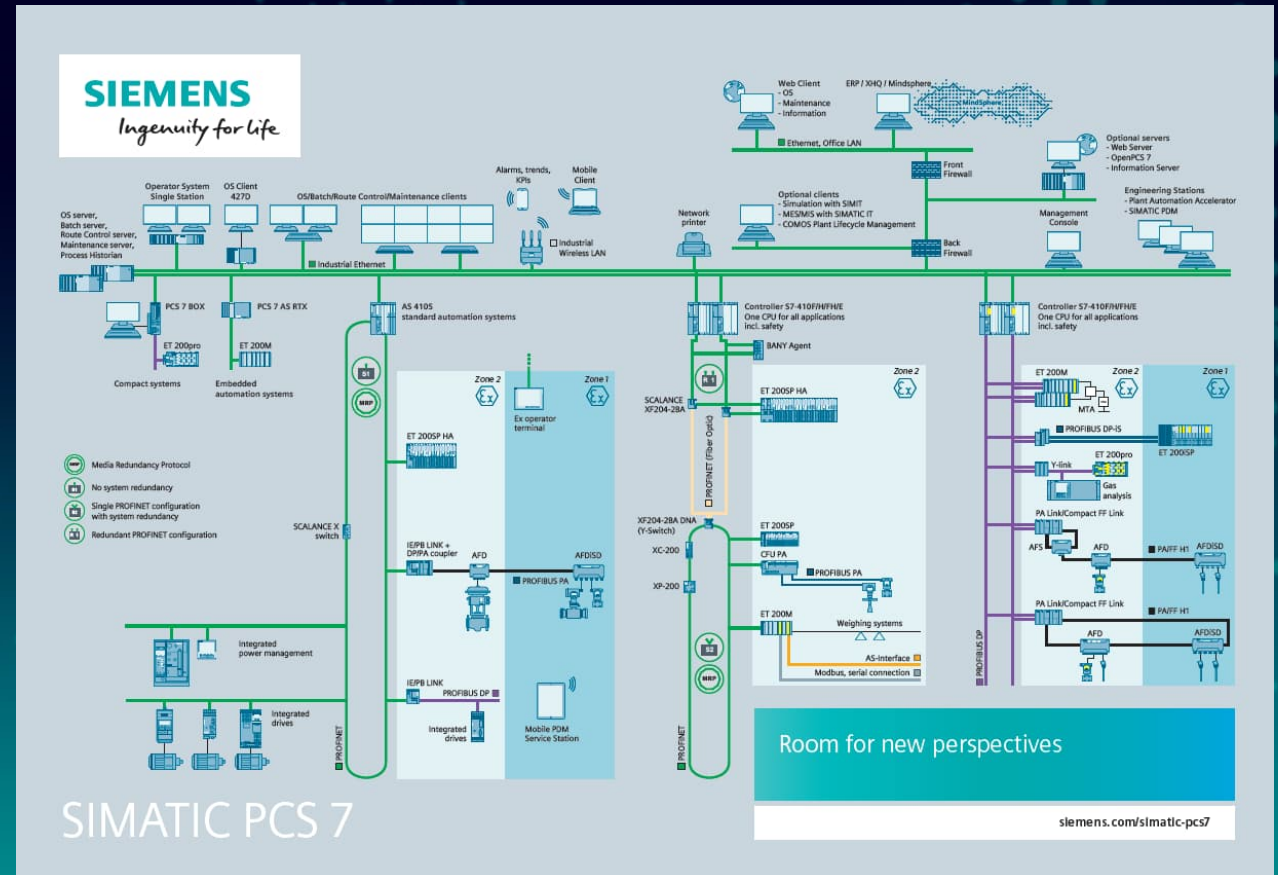 SIEMENS
Ingenuity for life
Web Client
- OS
- Maintenance
- Information
ERP / XHQ / Mindsphere
MindSphere
Ethernet, Office LAN
Front
Firewall
Optional servers
- Web Server
- OpenPCS 7
- Information Server
Optional clients
- Simulation with SIMIT
- MES/MIS with SIMATIC IT
- COMOS Plant Lifecycle Management
Back
Firewall
Management
Console
Engineering Stations
- Plant Automation Accelerator
- SIMATIC PDM
OS server,
Batch server,
Route Control server,
Maintenance server,
Process Historian
Operator System
Single Station
OS Client
427D
OS/Batch/Route Control/Maintenance clients
Alarms, trends,
KPIs
Mobile
Client
Industrial
Wireless LAN
Network
printer
Industrial Ethernet
PCS 7 BOX
ET 200pro
Compact systems
PCS 7 AS RTX
ET 200M
Embedded
automation systems
AS 410S
standard automation systems
S1
MRP
MRP
Media Redundancy Protocol
No system redundancy
Single PROFINET configuration
with system redundancy
Redundant PROFINET configuration
Zone 2
Ex
Zone 1
Ex
Ex operator
terminal
ET 200SP HA
SCALANCE X
switch
IE/PB LINK +
DP/PA coupler
AFD
AFDiSD
PROFIBUS PA
Integrated
power management
Integrated
drives
IE/PB LINK
PROFIBUS DP
Integrated
drives
Mobile PDM
Service Station
PROFINET
Controller S7-410F/H/FH/E
One CPU for all applications
incl. safety
BANY Agent
R1
Zone 2
Ex
SCALANCE
XF204-2BA
ET 200SP HA
PROFINET (Fiber Optic)
XF204-2BA DNA
(Y-Switch)
XC-200
XP-200
ET 200SP
CFU PA
PROFIBUS PA
ET 200M
Weighing systems
AS-Interface
Modbus, serial connection
S2
MRP
PROFINET
Controller S7-410F/H/FH/E
One CPU for all applications
incl. safety
Zone 2
Ex
Zone 1
Ex
ET 200M
MTA
PROFIBUS DP-iS
ET 200iSP
ET 200pro
Y-link
Gas
analysis
PA Link/Compact FF Link
AFS
AFD
PA/FF H1
AFDiSD
PA Link/Compact FF Link
PA/FF H1
AFD
AFDiSD
PROFIBUS DP
Room for new perspectives
SIMATIC PCS 7
siemens.com/simatic-pcs7